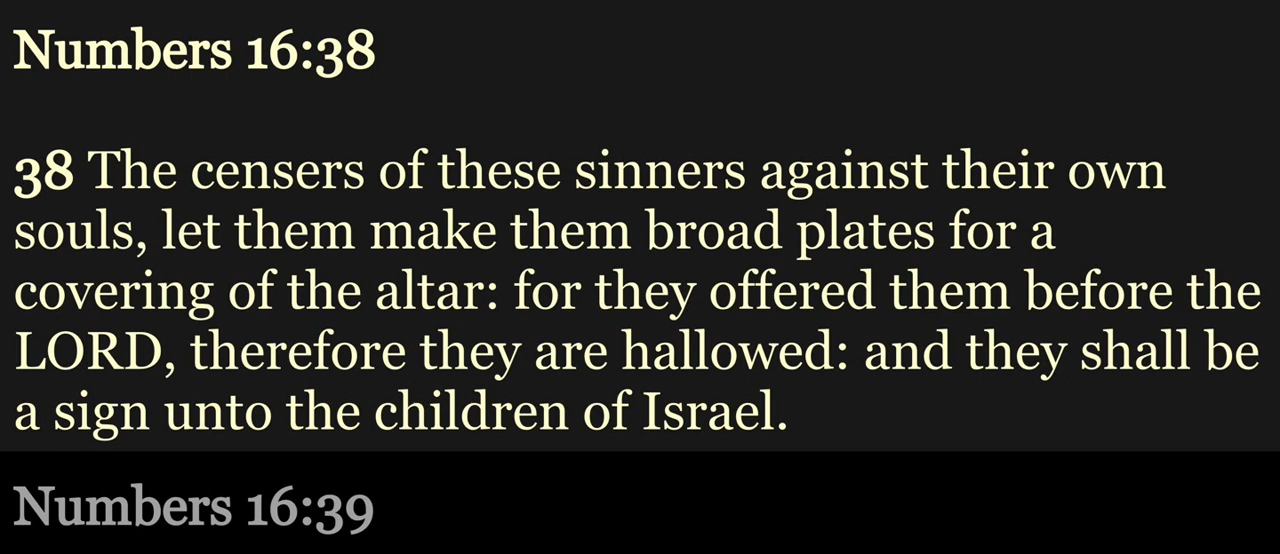 Numbers 16:38
38 The censers of these sinners against their own
souls, let them make them broad plates for a
covering of the altar: for they offered them before the
LORD, therefore they are hallowed: and they shall be
a sign unto the children of Israel.
Numbers 16:39